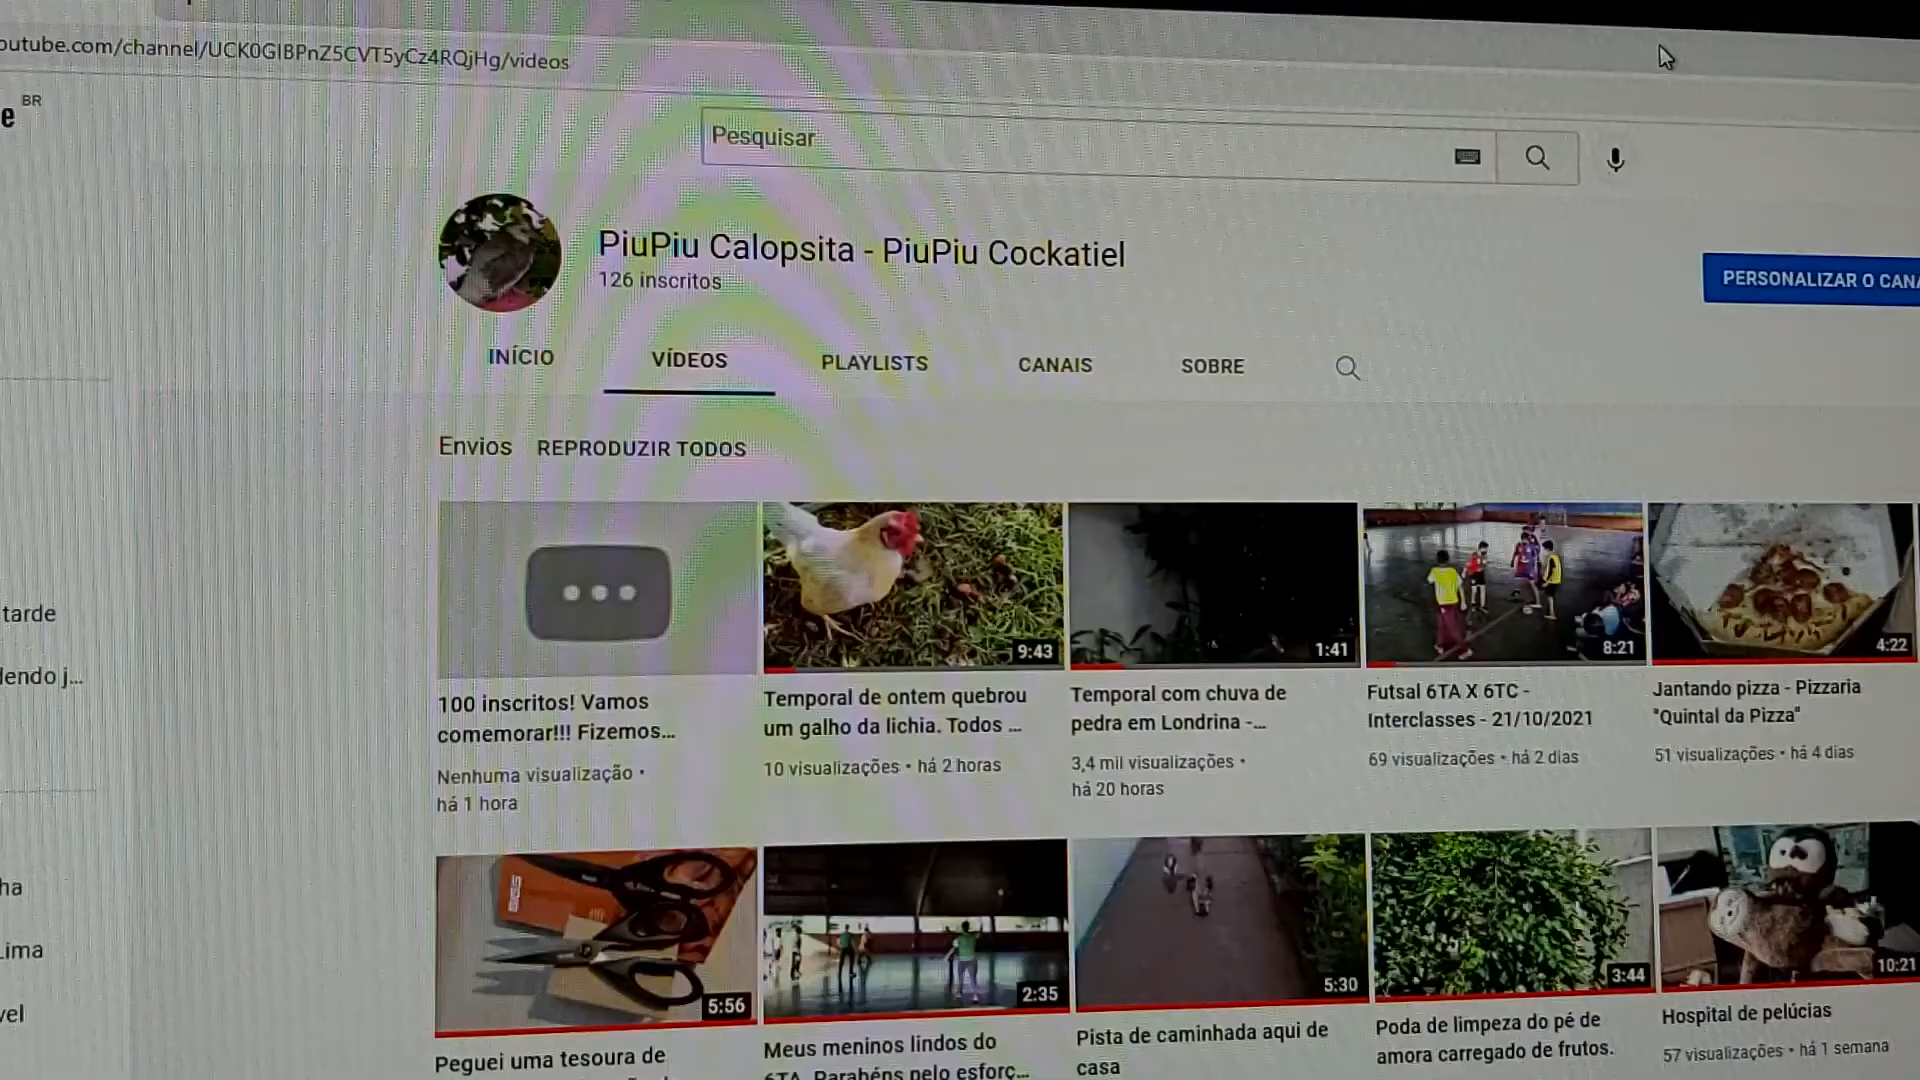 outube.com/channel/UCK0GIBPnZ5CVT5yCz4RQjHg/videos
e BR
Pesquisar
PiuPiu Calopsita - PiuPiu Cockatiel
126 inscritos
PERSONALIZAR O CANA
INÍCIO VÍDEOS PLAYLISTS CANAIS SOBRE
Envios REPRODUZIR TODOS
9:43 1:41 8:21 4:22
100 inscritos! Vamos
comemorar!!! Fizemos...
Nenhuma visualização •
há 1 hora
Temporal de ontem quebrou
um galho da lichia. Todos ...
10 visualizações • há 2 horas
Temporal com chuva de
pedra em Londrina -...
3,4 mil visualizações •
há 20 horas
Futsal 6TA X 6TC -
Interclasses - 21/10/2021
69 visualizações • há 2 dias
Jantando pizza - Pizzaria
"Quintal da Pizza"
51 visualizações • há 4 dias
tarde
dendo j...
ha
Lima
vel
5:56 2:35 5:30 3:44 10:21
Peguei uma tesoura de
Meus meninos lindos do
6TA. Parabéns pelo esforç...
Pista de caminhada aqui de
casa
Poda de limpeza do pé de
amora carregado de frutos.
Hospital de pelúcias
57 visualizações • há 1 semana